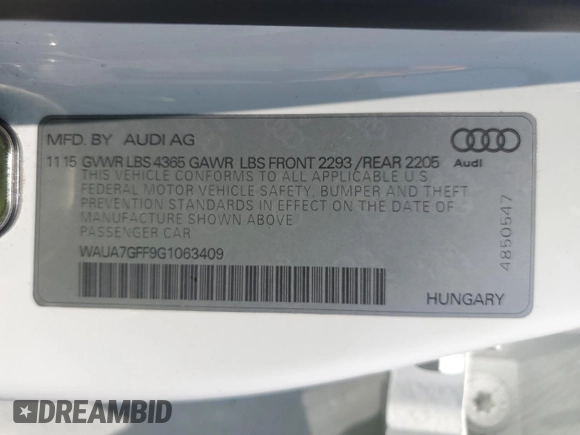 MFD. BY AUDI AG
11 15 GVWR LBS 4365 GAWR LBS FRONT 2293 /REAR 2205
THIS VEHICLE CONFORMS TO ALL APPLICABLE U.S
FEDERAL MOTOR VEHICLE SAFETY, BUMPER AND THEFT
PREVENTION STANDARDS IN EFFECT ON THE DATE OF
MANUFACTURE SHOWN ABOVE
PASSENGER CAR
WAUA7GFF9G1063409
Audi
4850547
HUNGARY
DREAMBID